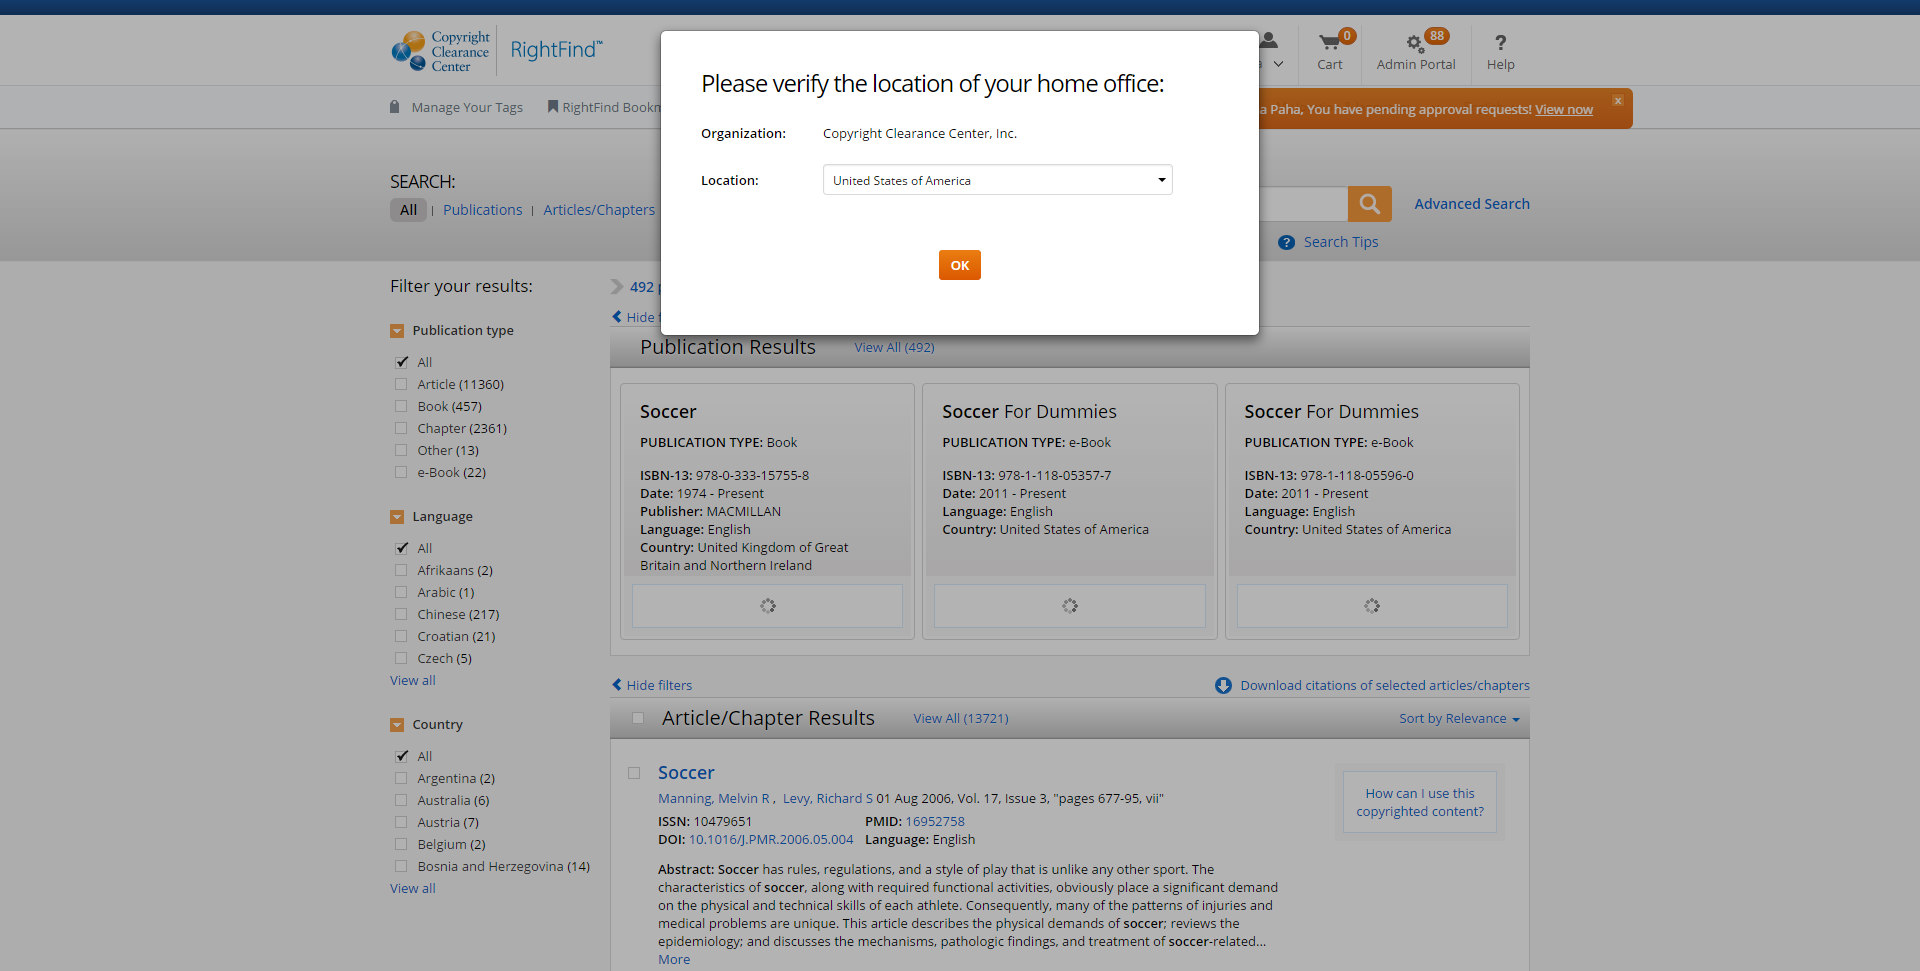 Copyright
Clearance
Center
RightFind™
Cart
0
Admin Portal
88
Help
Manage Your Tags
RightFind
a Paha, You have pending approval requests! View now
x
Please verify the location of your home office:
Organization: Copyright Clearance Center, Inc.
Location: United States of America
OK
SEARCH:
All | Publications | Articles/Chapters
Advanced Search
? Search Tips
Filter your results:
Publication type
All
Article (11360)
Book (457)
Chapter (2361)
Other (13)
e-Book (22)
Language
All
Afrikaans (2)
Arabic (1)
Chinese (217)
Croatian (21)
Czech (5)
View all
Country
All
Argentina (2)
Australia (6)
Austria (7)
Belgium (2)
Bosnia and Herzegovina (14)
View all
492
Hide
Publication Results View All (492)
Soccer
PUBLICATION TYPE: Book
ISBN-13: 978-0-333-15755-8
Date: 1974 - Present
Publisher: MACMILLAN
Language: English
Country: United Kingdom of Great
Britain and Northern Ireland
Soccer For Dummies
PUBLICATION TYPE: e-Book
ISBN-13: 978-1-118-05357-7
Date: 2011 - Present
Language: English
Country: United States of America
Soccer For Dummies
PUBLICATION TYPE: e-Book
ISBN-13: 978-1-118-05596-0
Date: 2011 - Present
Language: English
Country: United States of America
Hide filters
Download citations of selected articles/chapters
Article/Chapter Results View All (13721)
Sort by Relevance
Soccer
Manning, Melvin R , Levy, Richard S 01 Aug 2006, Vol. 17, Issue 3, "pages 677-95, vii"
ISSN: 10479651 PMID: 16952758
DOI: 10.1016/J.PMR.2006.05.004 Language: English
Abstract: Soccer has rules, regulations, and a style of play that is unlike any other sport. The
characteristics of soccer, along with required functional activities, obviously place a significant demand
on the physical and technical skills of each athlete. Consequently, many of the patterns of injuries and
medical problems are unique. This article describes the physical demands of soccer; reviews the
epidemiology; and discusses the mechanisms, pathologic findings, and treatment of soccer-related...
More
How can I use this
copyrighted content?